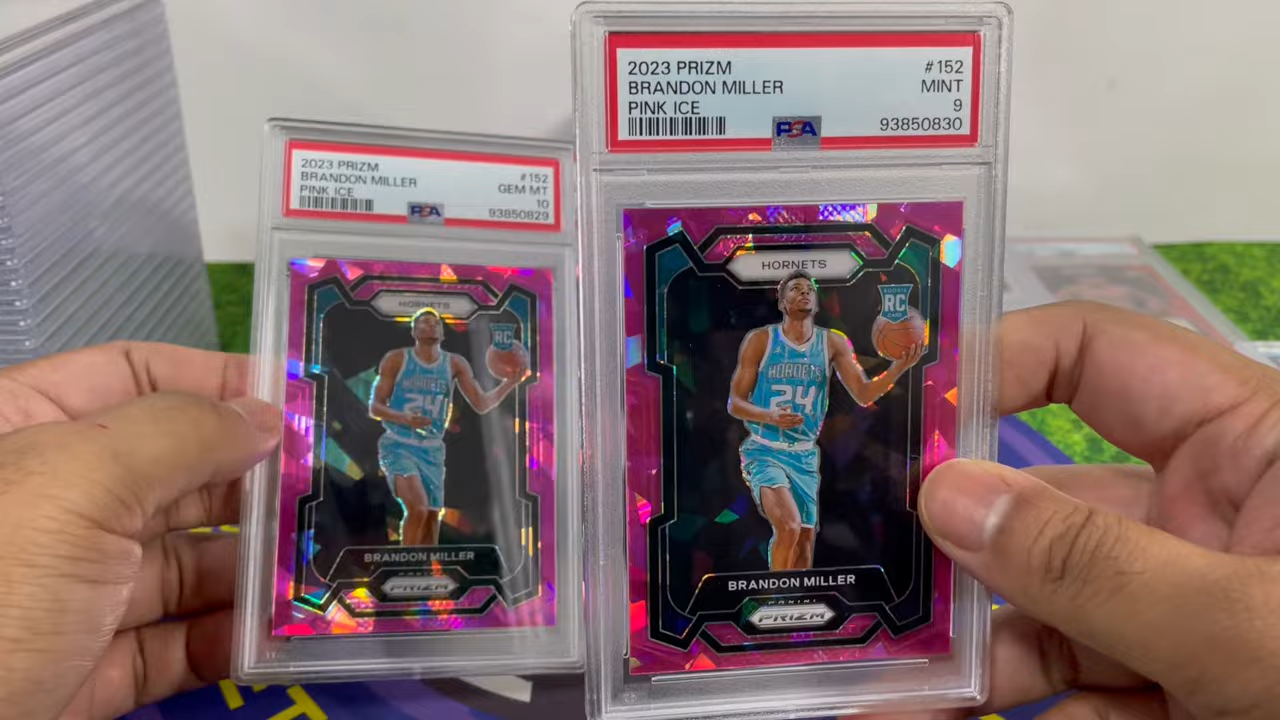 2023 PRIZM #152
BRANDON MILLER GEM MT
PINK ICE 10
PSA 93850829
HORNETS
RC
HORNETS
24
BRANDON MILLER
PRIZM
2023 PRIZM #152
BRANDON MILLER MINT
PINK ICE 9
PSA 93850830
HORNETS
ROOKIE
RC
CARD
HORNETS
24
BRANDON MILLER
PANINI
PRIZM